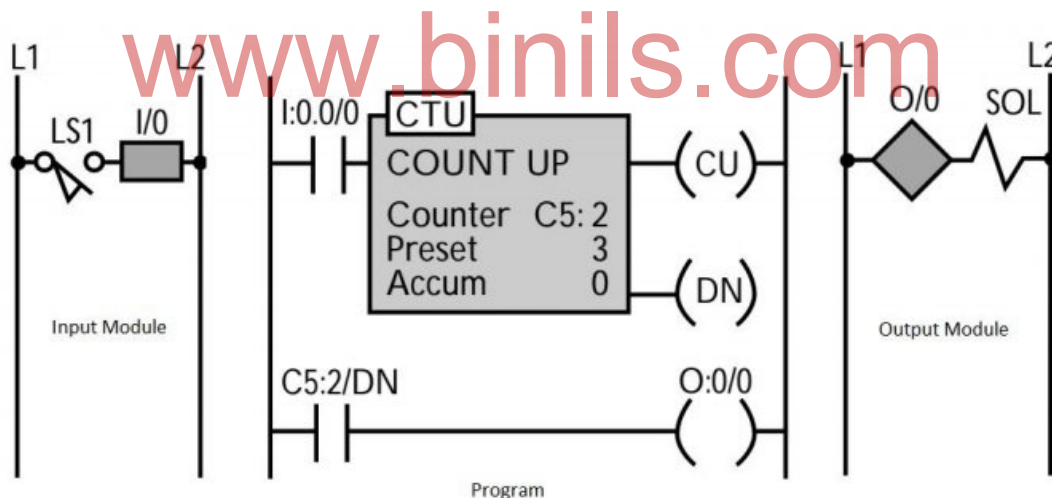 www.binils.com
L1
L2
LS1
I/0
Input Module
I:0.0/0
CTU
COUNT UP
Counter C5: 2
Preset 3
Accum 0
CU
DN
C5:2/DN
O:0/0
Program
L1
L2
O/0
SOL
Output Module